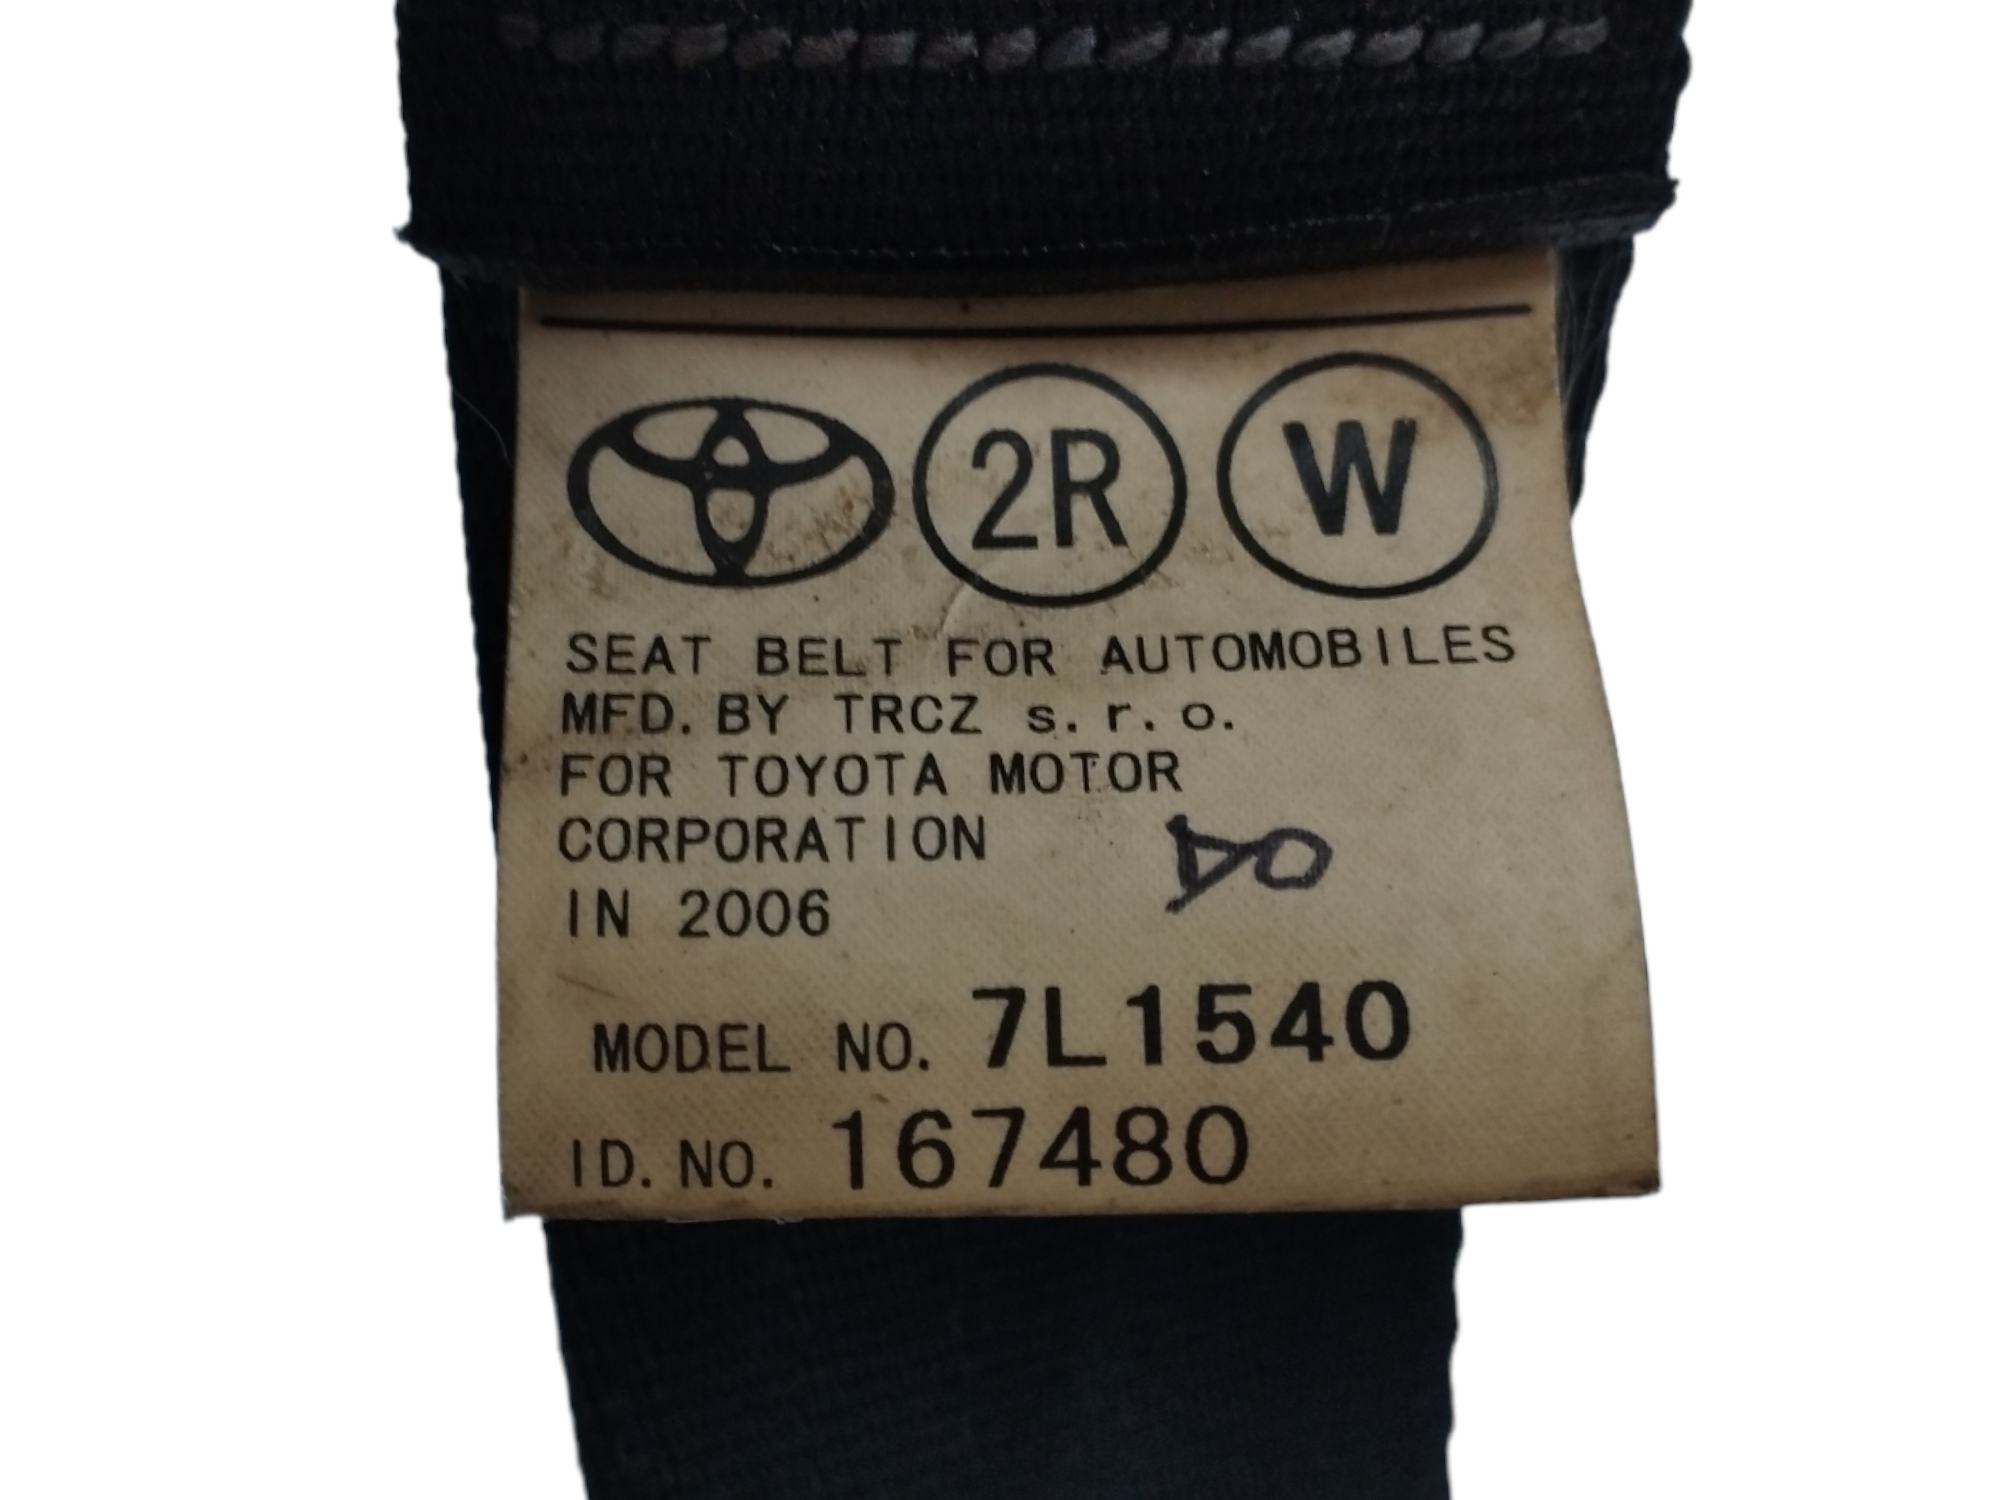 2R W
SEAT BELT FOR AUTOMOBILES
MFD. BY TRCZ s. r. o.
FOR TOYOTA MOTOR
CORPORATION
IN 2006
MODEL NO. 7L1540
ID. NO. 167480